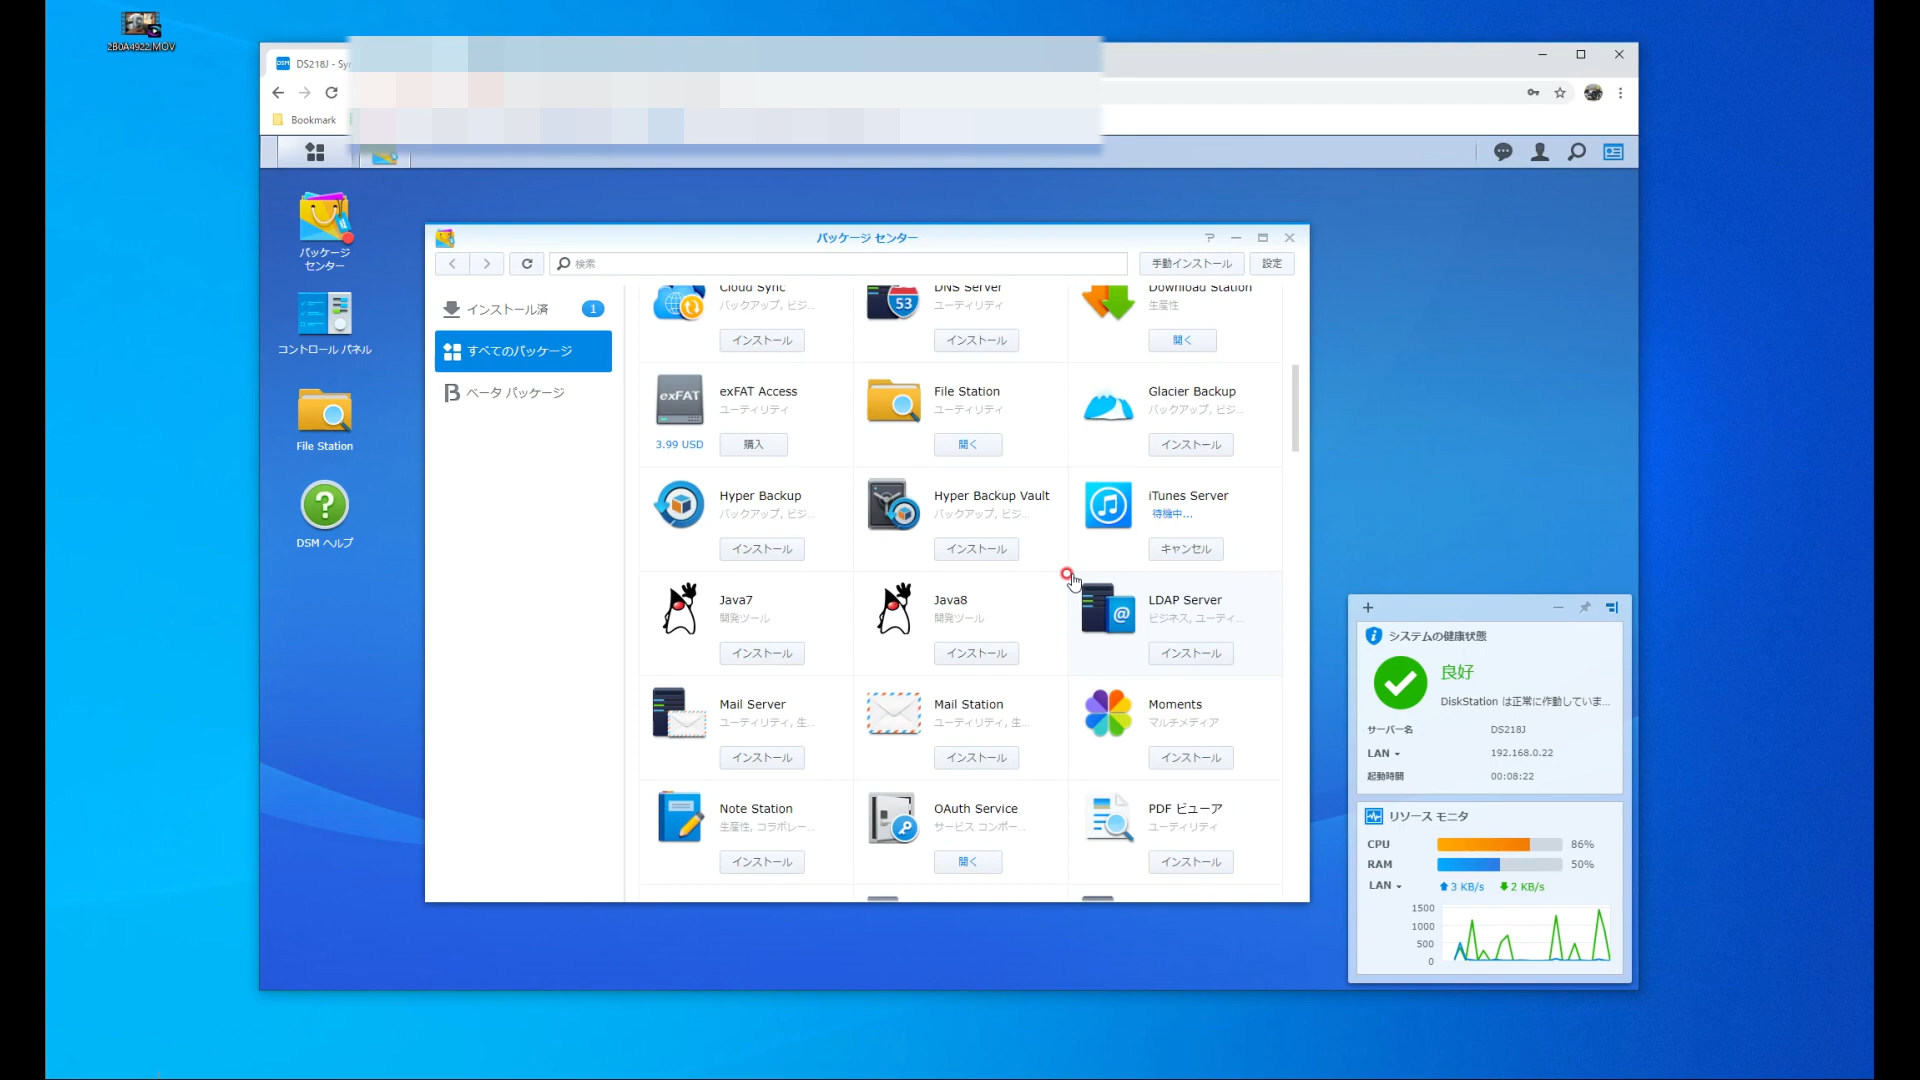 2B0A4922.MOV
DS218J - Sy
Bookmark
パッケージ
センター
コントロール パネル
File Station
DSM ヘルプ
パッケージ センター
検索
手動インストール
設定
インストール済
1
すべてのパッケージ
ベータ パッケージ
Cloud Sync
バックアップ, ビジ...
インストール
DNS Server
ユーティリティ
インストール
Download Station
生産性
開く
exFAT Access
ユーティリティ
3.99 USD
購入
File Station
ユーティリティ
開く
Glacier Backup
バックアップ, ビジ...
インストール
Hyper Backup
バックアップ, ビジ...
インストール
Hyper Backup Vault
バックアップ, ビジ...
インストール
iTunes Server
待機中...
キャンセル
Java7
開発ツール
インストール
Java8
開発ツール
インストール
LDAP Server
ビジネス, ユーティ...
インストール
Mail Server
ユーティリティ, 生...
インストール
Mail Station
ユーティリティ, 生...
インストール
Moments
マルチメディア
インストール
Note Station
生産性, コラボレー...
インストール
OAuth Service
サービス コンポー...
開く
PDF ビューア
ユーティリティ
インストール
exFAT
53
システムの健康状態
良好
DiskStation は正常に作動していま...
サーバー名 DS218J
LAN 192.168.0.22
起動時間 00:08:22
リソース モニタ
CPU 86%
RAM 50%
LAN 3 KB/s 2 KB/s
1500
1000
500
0